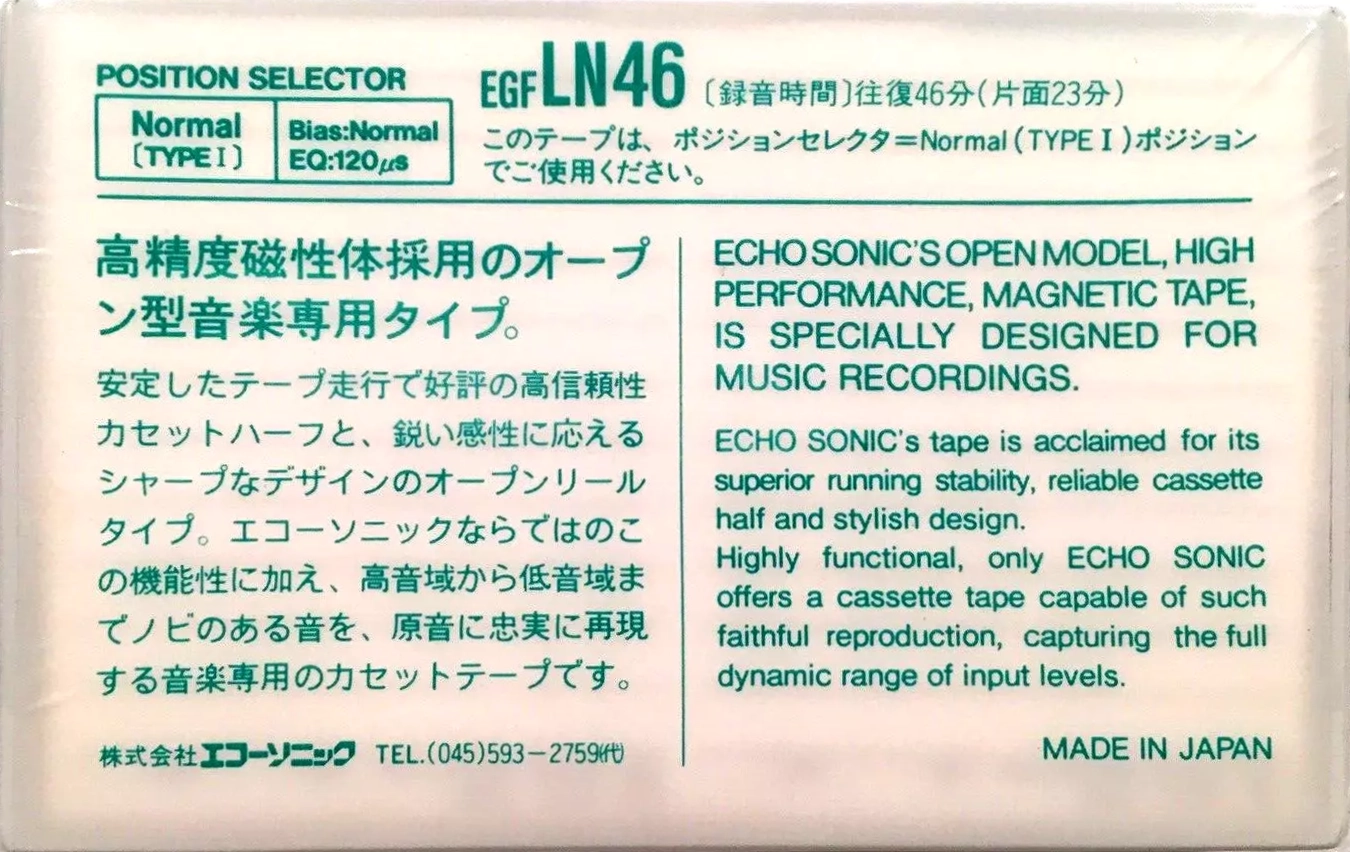 POSITION SELECTOR
Normal
〔TYPE I〕
Bias:Normal
EQ:120μs
EGF LN46 〔録音時間〕往復46分(片面23分)
このテープは、ポジションセレクタ=Normal(TYPE I)ポジション
でご使用ください。
高精度磁性体採用のオープ
ン型音楽専用タイプ。
安定したテープ走行で好評の高信頼性
カセットハーフと、鋭い感性に応える
シャープなデザインのオープンリール
タイプ。エコーソニックならではのこ
の機能性に加え、高音域から低音域ま
でノビのある音を、原音に忠実に再現
する音楽専用のカセットテープです。
株式会社エコーソニック TEL.(045)593-2759(代)
ECHO SONIC'S OPEN MODEL, HIGH
PERFORMANCE, MAGNETIC TAPE,
IS SPECIALLY DESIGNED FOR
MUSIC RECORDINGS.
ECHO SONIC's tape is acclaimed for its
superior running stability, reliable cassette
half and stylish design.
Highly functional, only ECHO SONIC
offers a cassette tape capable of such
faithful reproduction, capturing the full
dynamic range of input levels.
MADE IN JAPAN